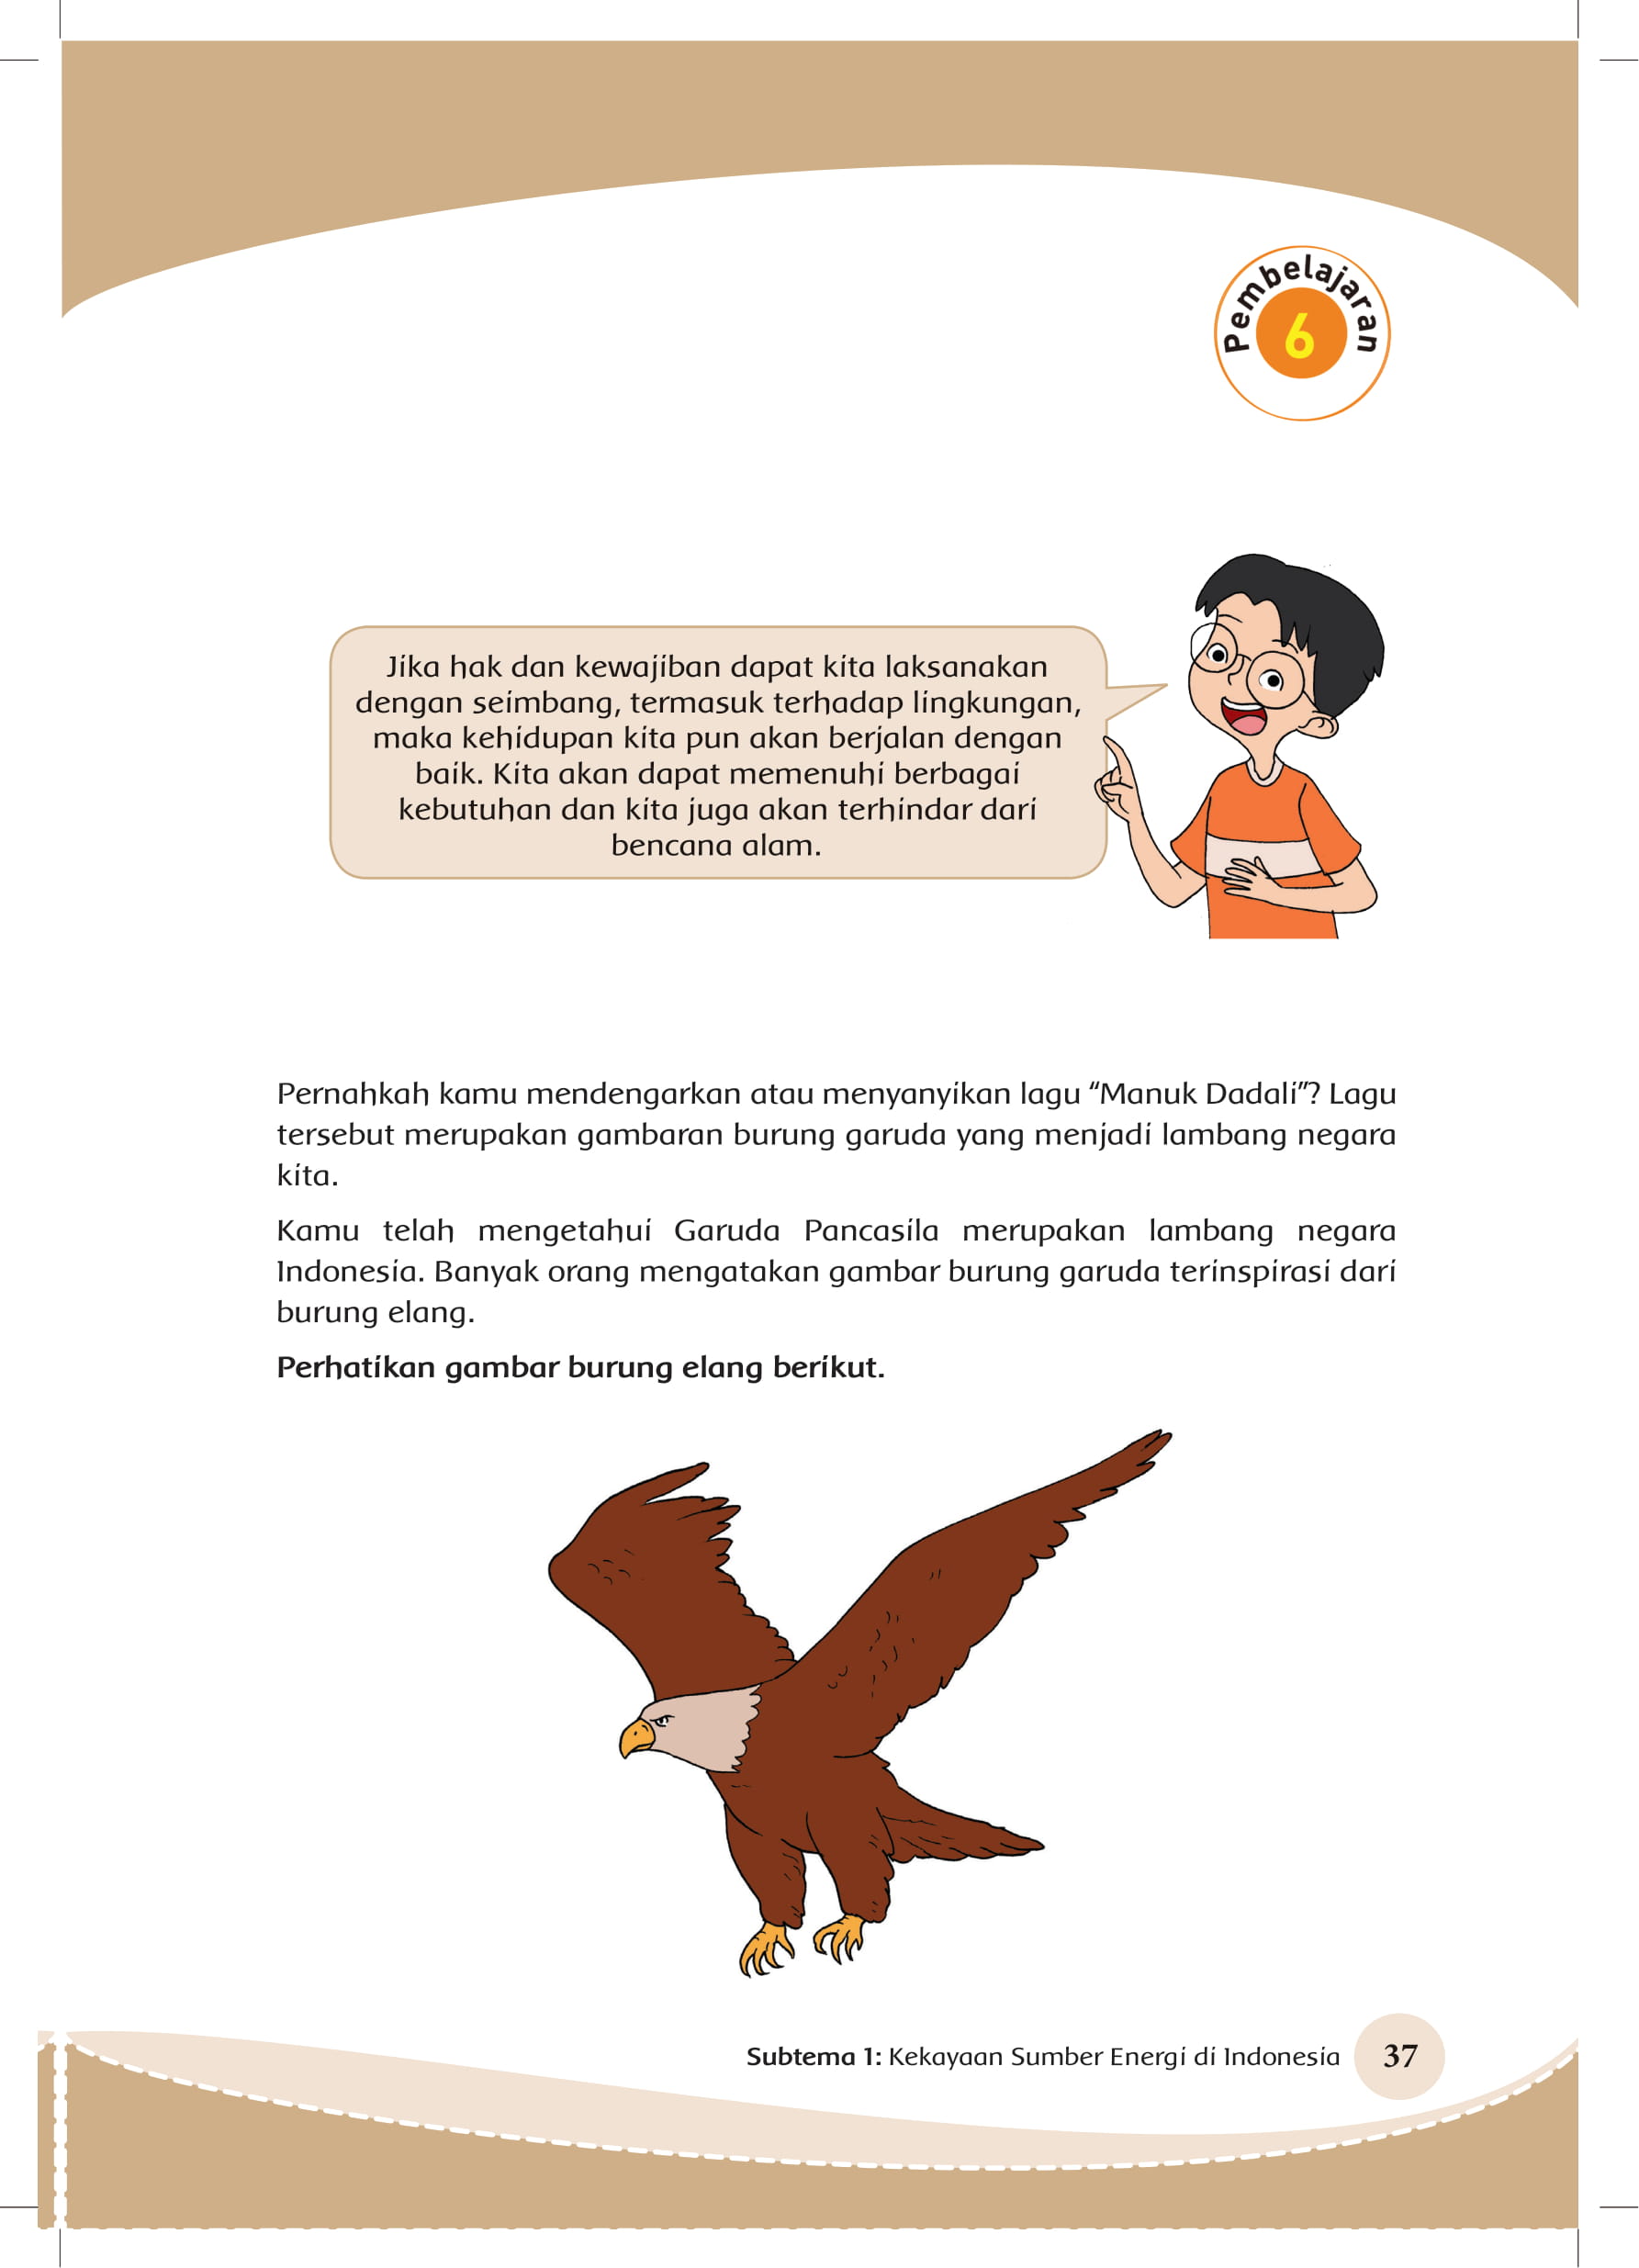 Pembelajaran
6
Jika hak dan kewajiban dapat kita laksanakan
dengan seimbang, termasuk terhadap lingkungan,
maka kehidupan kita pun akan berjalan dengan
baik. Kita akan dapat memenuhi berbagai
kebutuhan dan kita juga akan terhindar dari
bencana alam.
Pernahkah kamu mendengarkan atau menyanyikan lagu “Manuk Dadali”? Lagu
tersebut merupakan gambaran burung garuda yang menjadi lambang negara
kita.
Kamu telah mengetahui Garuda Pancasila merupakan lambang negara
Indonesia. Banyak orang mengatakan gambar burung garuda terinspirasi dari
burung elang.
Perhatikan gambar burung elang berikut.
Subtema 1: Kekayaan Sumber Energi di Indonesia 37